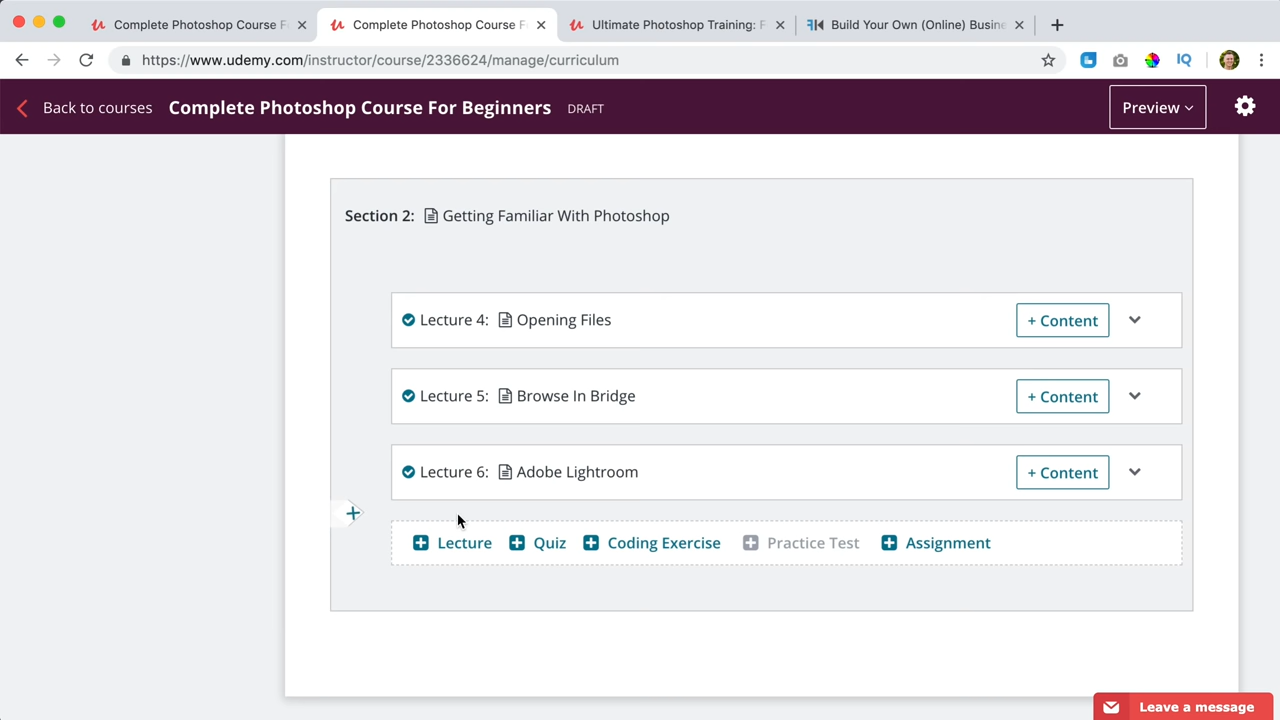 Complete Photoshop Course F
Complete Photoshop Course F
Ultimate Photoshop Training: F
Build Your Own (Online) Busine
https://www.udemy.com/instructor/course/2336624/manage/curriculum
IQ
Back to courses
Complete Photoshop Course For Beginners
DRAFT
Preview
Section 2: Getting Familiar With Photoshop
Lecture 4: Opening Files
+ Content
Lecture 5: Browse In Bridge
+ Content
Lecture 6: Adobe Lightroom
+ Content
Lecture
Quiz
Coding Exercise
Practice Test
Assignment
Leave a message